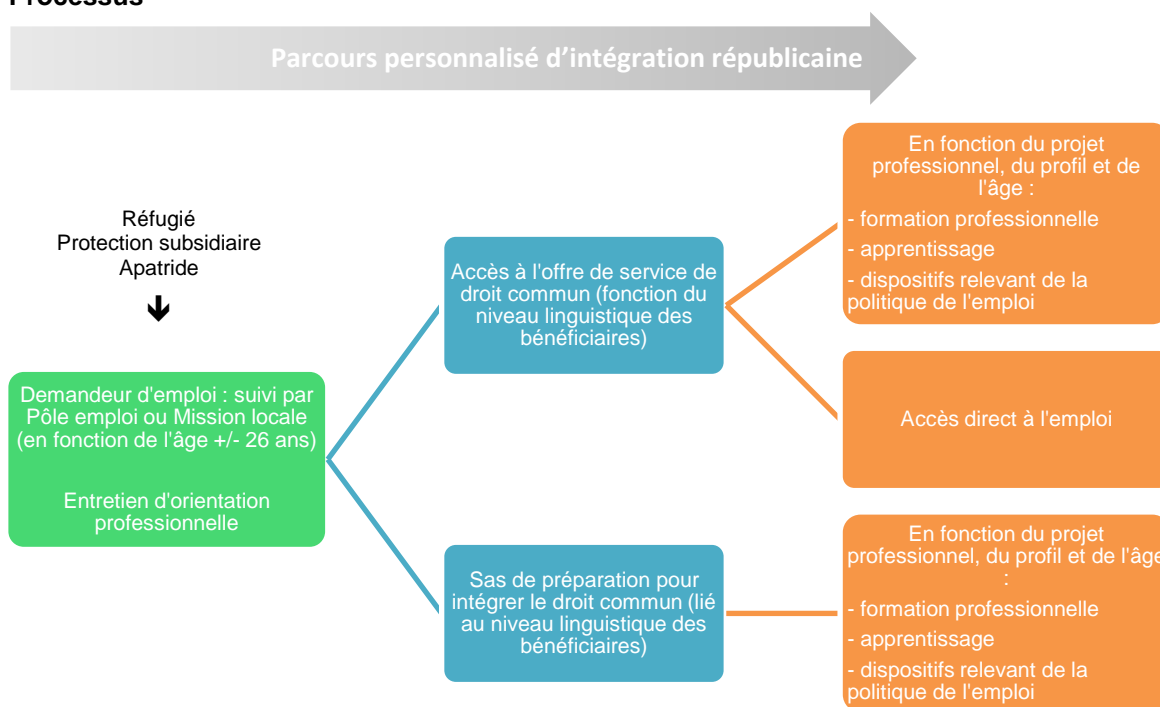 Processus
Parcours personnalisé d'intégration républicaine
Réfugié
Protection subsidiaire
Apatride
Demandeur d'emploi : suivi par
Pôle emploi ou Mission locale
(en fonction de l'âge +/- 26 ans)
Entretien d'orientation
professionnelle
Accès à l'offre de service de
droit commun (fonction du
niveau linguistique des
bénéficiaires)
Sas de préparation pour
intégrer le droit commun (lié
au niveau linguistique des
bénéficiaires)
En fonction du projet
professionnel, du profil et de
l'âge :
- formation professionnelle
- apprentissage
- dispositifs relevant de la
politique de l'emploi
Accès direct à l'emploi
En fonction du projet
professionnel, du profil et de l'âge
:
- formation professionnelle
- apprentissage
- dispositifs relevant de la
politique de l'emploi